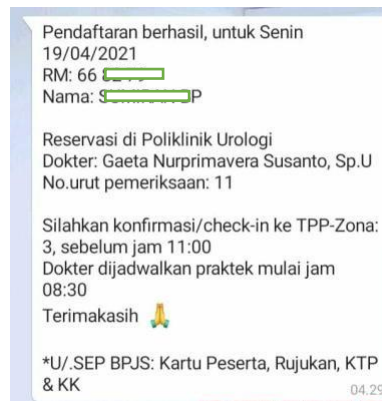 Pendaftaran berhasil, untuk Senin
19/04/2021
RM: 66
Nama:
Reservasi di Poliklinik Urologi
Dokter: Gaeta Nurprimavera Susanto, Sp.U
No.urut pemeriksaan: 11
Silahkan konfirmasi/check-in ke TPP-Zona:
3, sebelum jam 11:00
Dokter dijadwalkan praktek mulai jam
08:30
Terimakasih 🙏
*U/.SEP BPJS: Kartu Peserta, Rujukan, KTP
& KK
04.29